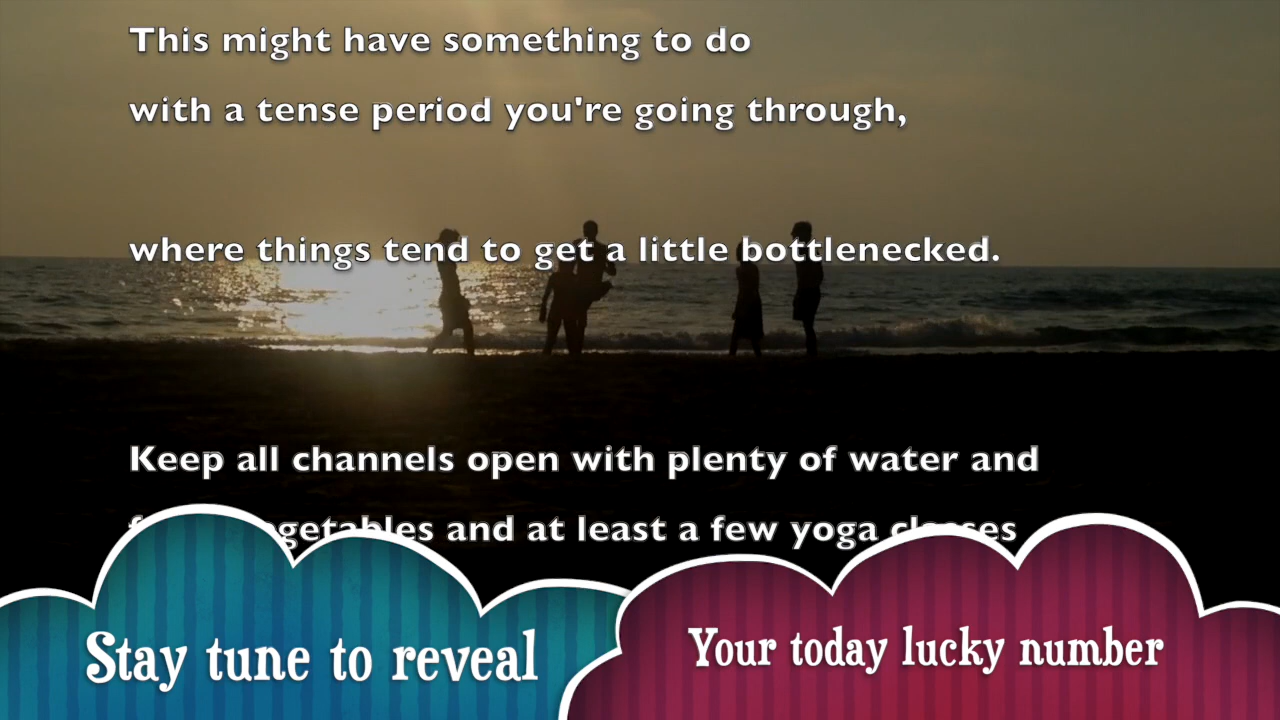 This might have something to do
with a tense period you're going through,
where things tend to get a little bottlenecked.
Keep all channels open with plenty of water and
and at least a few yoga classes
Stay tune to reveal
Your today lucky number